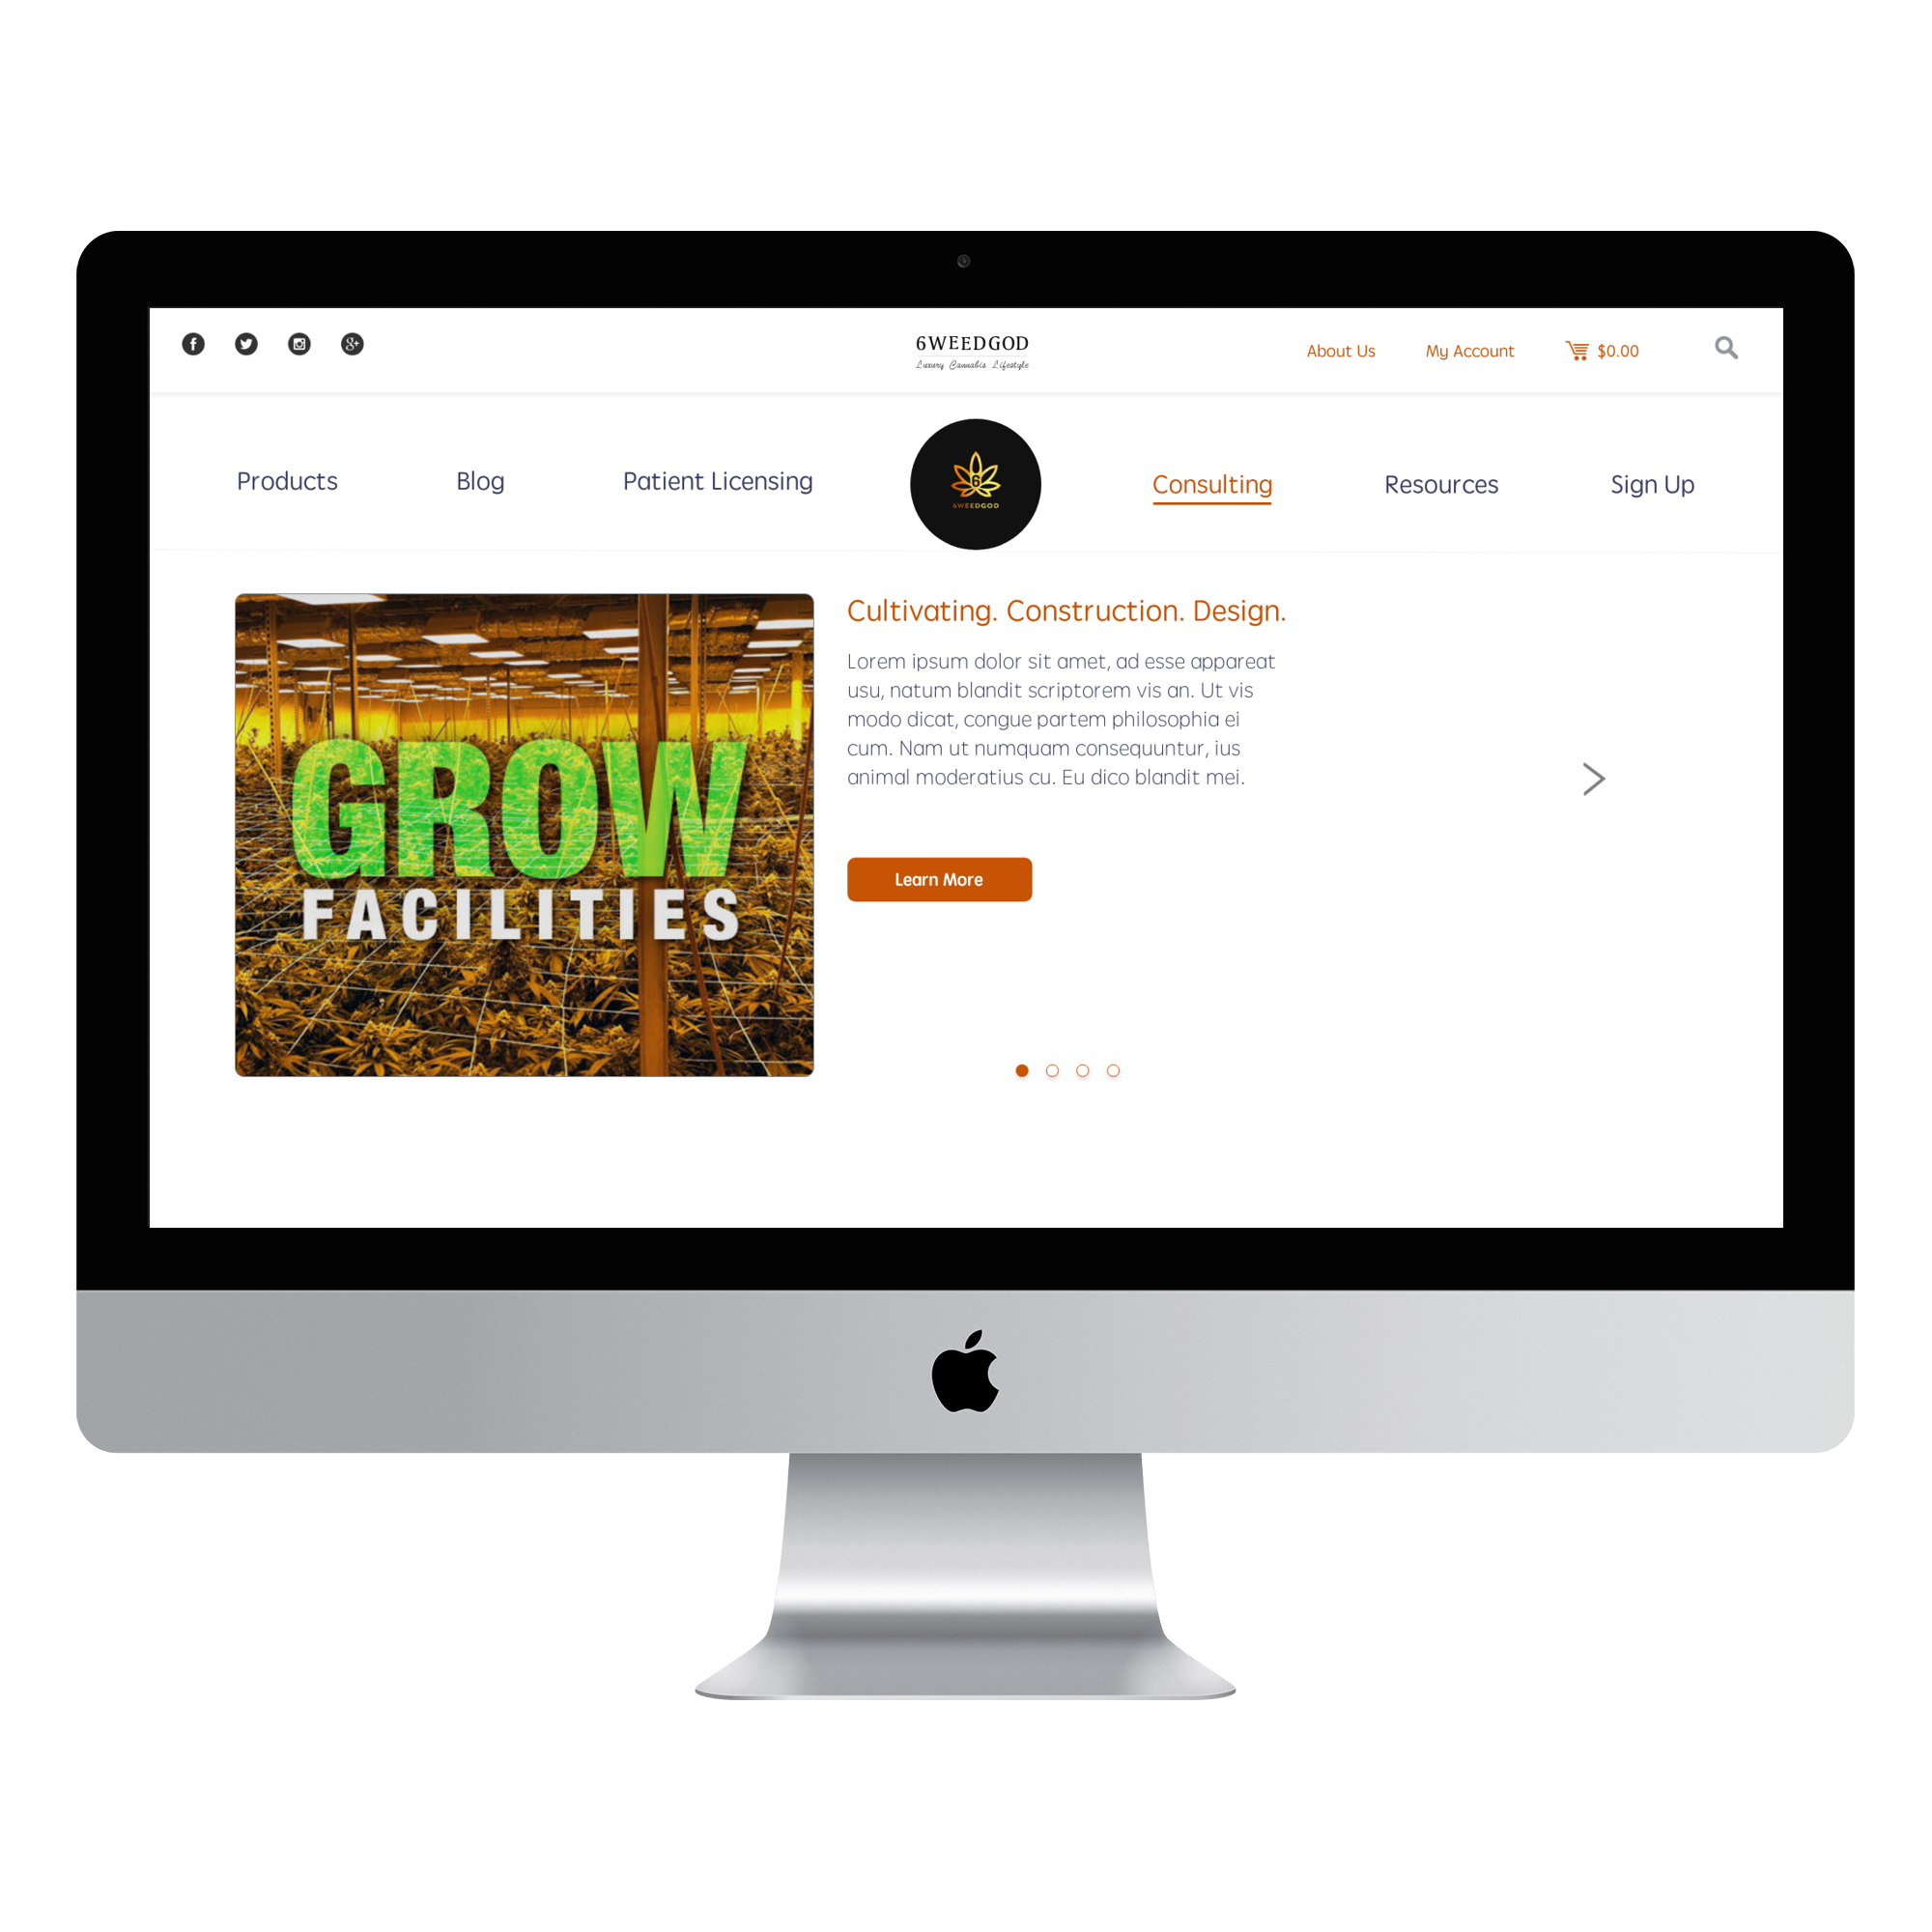 6WEEDGOD
Luxury Cannabis Lifestyle
About Us
My Account
$0.00
Products
Blog
Patient Licensing
6
6WEEDGOD
Consulting
Resources
Sign Up
GROW
FACILITIES
Cultivating. Construction. Design.
Lorem ipsum dolor sit amet, ad esse appareat
usu, natum blandit scriptorem vis an. Ut vis
modo dicat, congue partem philosophia ei
cum. Nam ut numquam consequuntur, ius
animal moderatius cu. Eu dico blandit mei.
Learn More